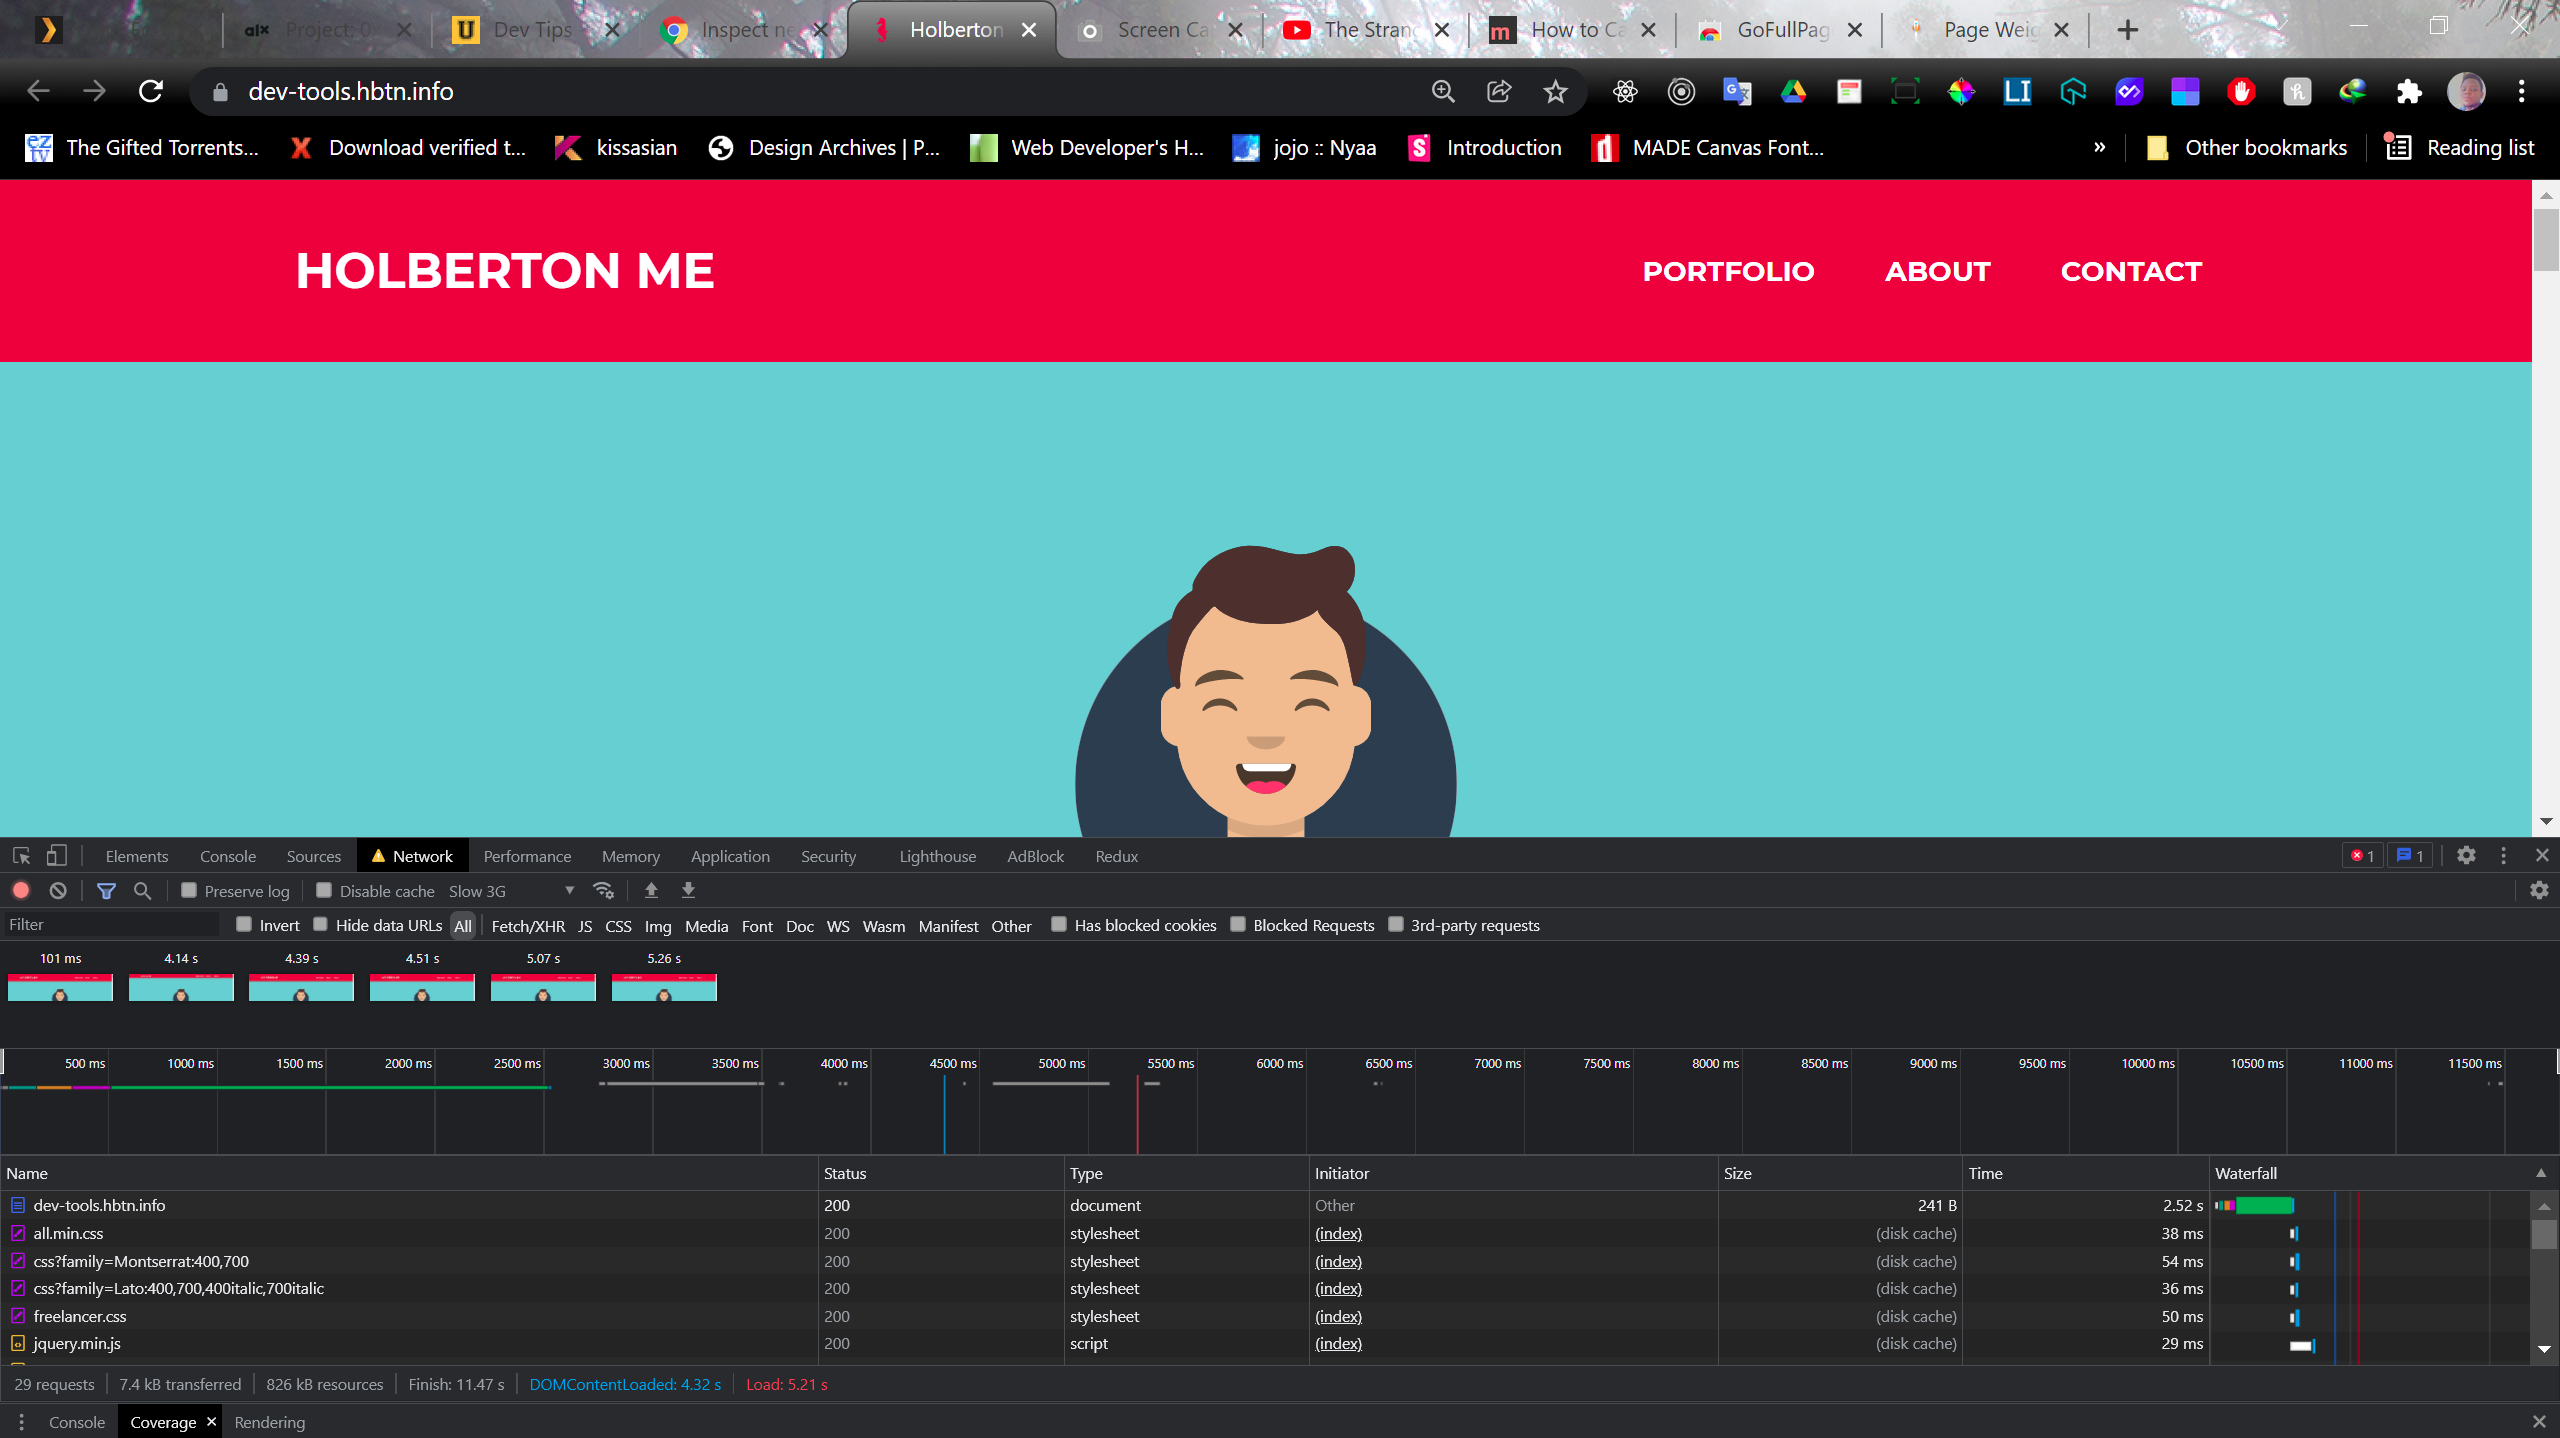 alx Project: 0 Dev Tips Inspect ne Holberton Screen Ca The Strang How to Ca GoFullPag Page Weig
dev-tools.hbtn.info
The Gifted Torrents... Download verified t... kissasian Design Archives | P... Web Developer's H... jojo :: Nyaa Introduction MADE Canvas Font... » Other bookmarks Reading list
HOLBERTON ME PORTFOLIO ABOUT CONTACT
Elements Console Sources Network Performance Memory Application Security Lighthouse AdBlock Redux 1 1
Preserve log Disable cache Slow 3G
Filter Invert Hide data URLs All Fetch/XHR JS CSS Img Media Font Doc WS Wasm Manifest Other Has blocked cookies Blocked Requests 3rd-party requests
101 ms 4.14 s 4.39 s 4.51 s 5.07 s 5.26 s
500 ms 1000 ms 1500 ms 2000 ms 2500 ms 3000 ms 3500 ms 4000 ms 4500 ms 5000 ms 5500 ms 6000 ms 6500 ms 7000 ms 7500 ms 8000 ms 8500 ms 9000 ms 9500 ms 10000 ms 10500 ms 11000 ms 11500 ms
Name Status Type Initiator Size Time Waterfall
dev-tools.hbtn.info 200 document Other 241 B 2.52 s
all.min.css 200 stylesheet (index) (disk cache) 38 ms
css?family=Montserrat:400,700 200 stylesheet (index) (disk cache) 54 ms
css?family=Lato:400,700,400italic,700italic 200 stylesheet (index) (disk cache) 36 ms
freelancer.css 200 stylesheet (index) (disk cache) 50 ms
jquery.min.js 200 script (index) (disk cache) 29 ms
29 requests 7.4 kB transferred 826 kB resources Finish: 11.47 s DOMContentLoaded: 4.32 s Load: 5.21 s
Console Coverage Rendering